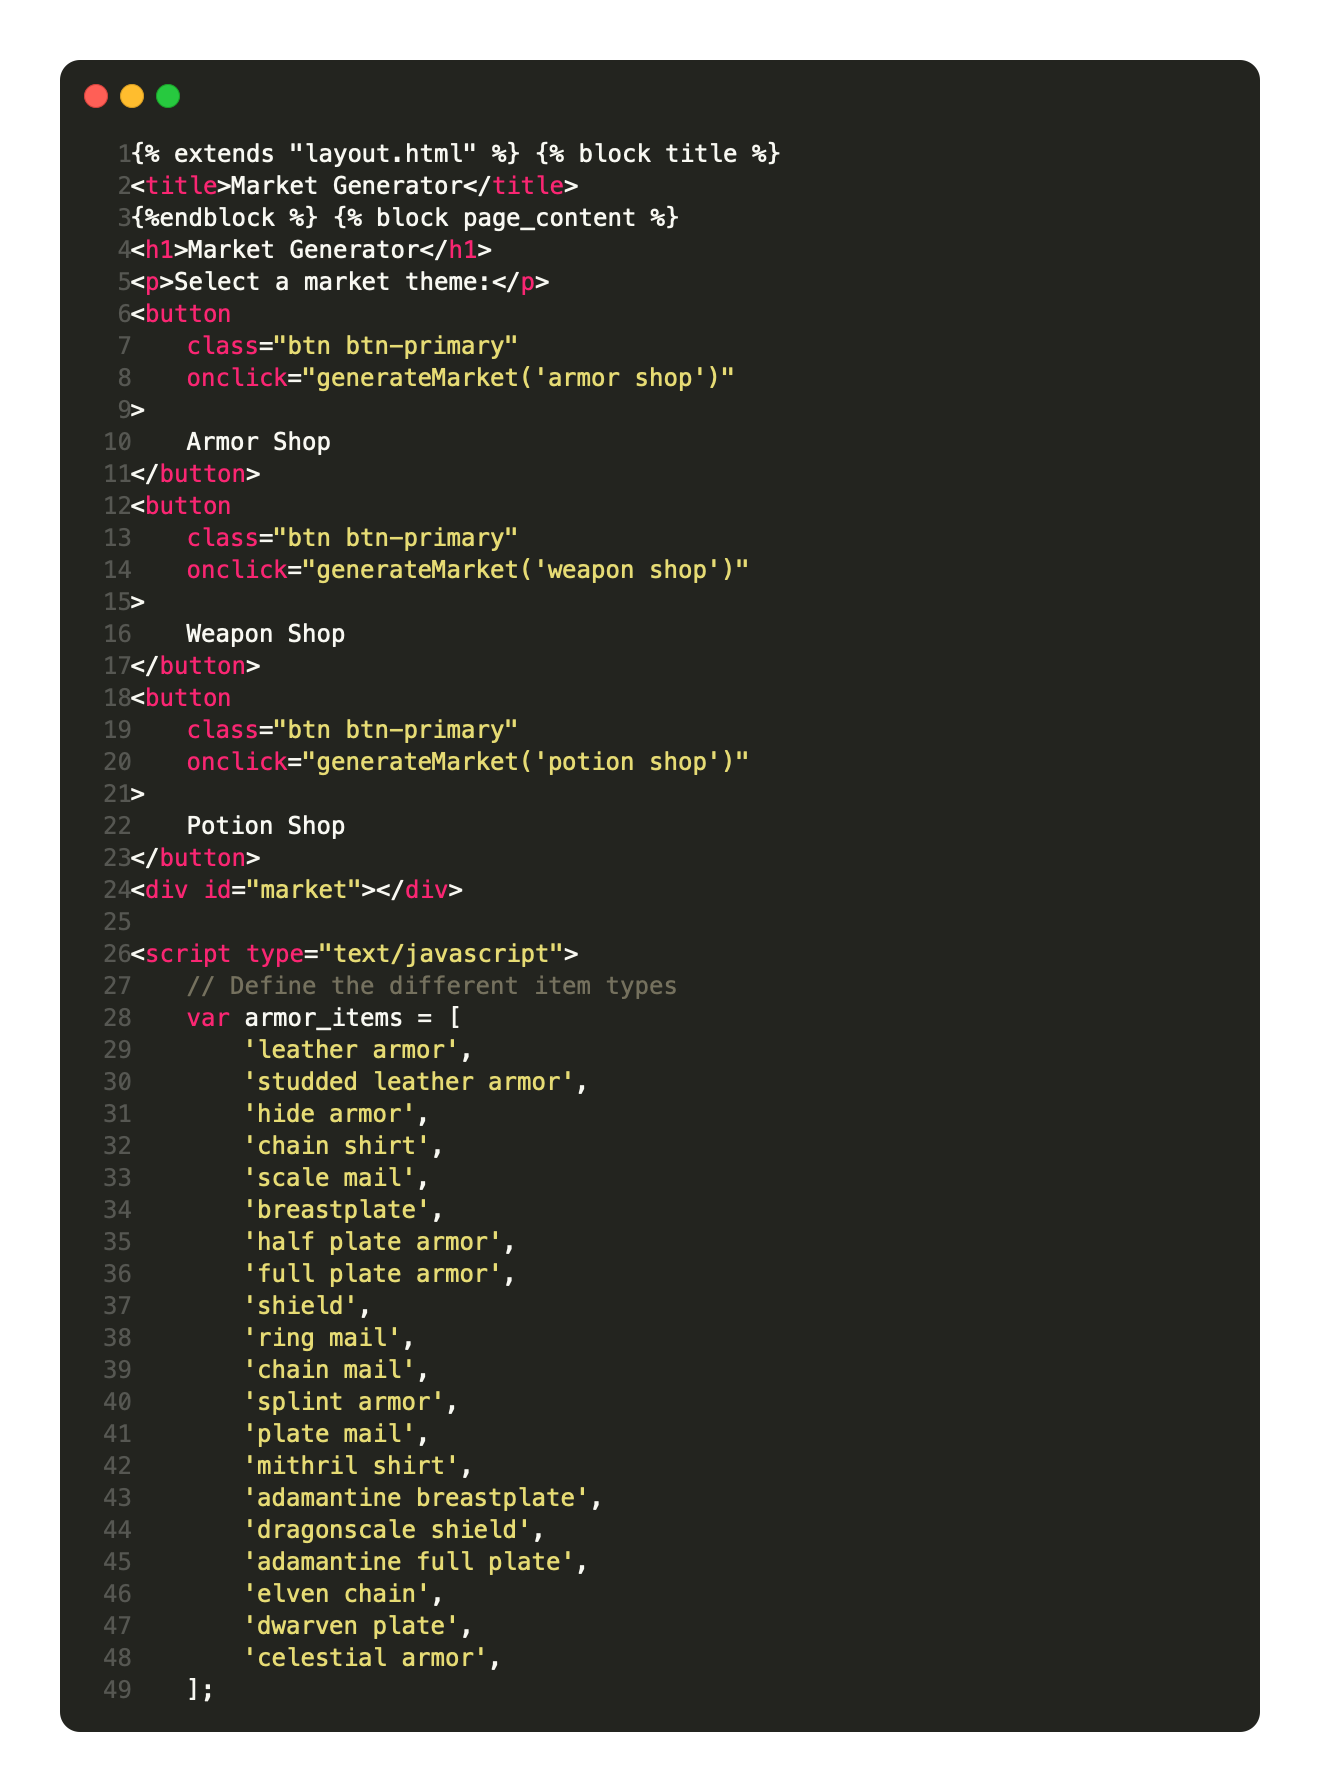 1{% extends "layout.html" %} {% block title %}
2<title>Market Generator</title>
3{%endblock %} {% block page_content %}
4<h1>Market Generator</h1>
5<p>Select a market theme:</p>
6<button
7    class="btn btn-primary"
8    onclick="generateMarket('armor shop')"
9>
10    Armor Shop
11</button>
12<button
13    class="btn btn-primary"
14    onclick="generateMarket('weapon shop')"
15>
16    Weapon Shop
17</button>
18<button
19    class="btn btn-primary"
20    onclick="generateMarket('potion shop')"
21>
22    Potion Shop
23</button>
24<div id="market"></div>
25
26<script type="text/javascript">
27    // Define the different item types
28    var armor_items = [
29        'leather armor',
30        'studded leather armor',
31        'hide armor',
32        'chain shirt',
33        'scale mail',
34        'breastplate',
35        'half plate armor',
36        'full plate armor',
37        'shield',
38        'ring mail',
39        'chain mail',
40        'splint armor',
41        'plate mail',
42        'mithril shirt',
43        'adamantine breastplate',
44        'dragonscale shield',
45        'adamantine full plate',
46        'elven chain',
47        'dwarven plate',
48        'celestial armor',
49    ];